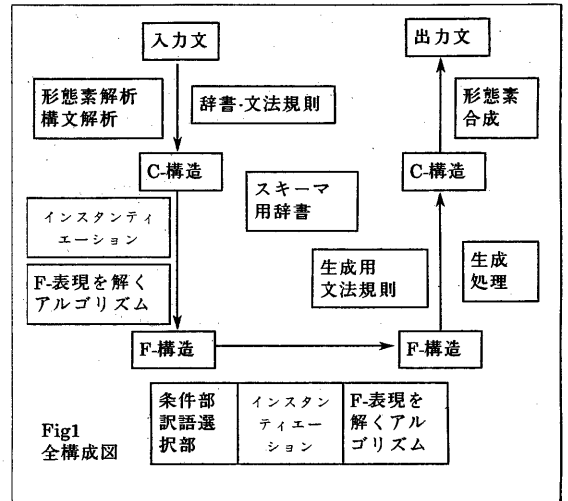 入力文
出力文
形態素解析
構文解析
辞書·文法規則
形態素
合成
C-構造
C-構造
スキーマ
用辞書
インスタンティ
エーション
F-表現を解く
アルゴリズム
生成用
文法規則
生成
処理
F-構造
F-構造
条件部
訳語選
択部
インスタン
ティエー
ション
F-表現を
解くアル
ゴリズム
Fig1
全構成図